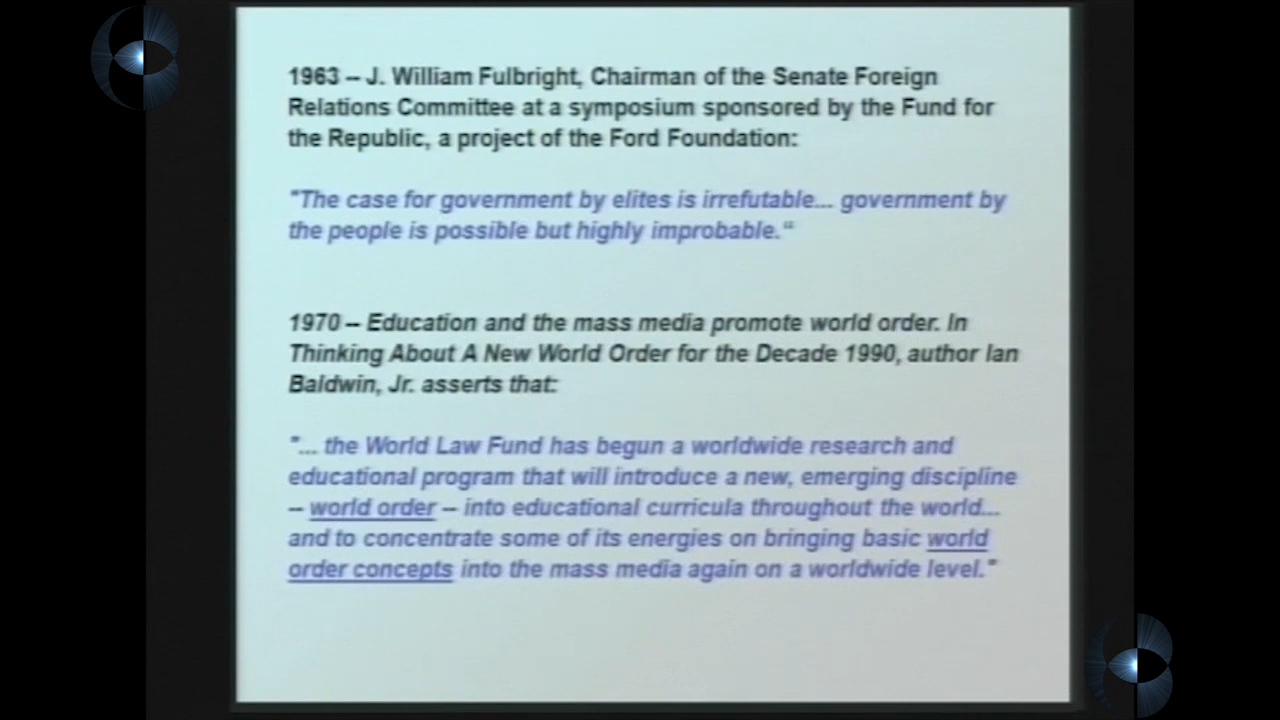 1963 – J. William Fulbright, Chairman of the Senate Foreign
Relations Committee at a symposium sponsored by the Fund for
the Republic, a project of the Ford Foundation:
"The case for government by elites is irrefutable... government by
the people is possible but highly improbable.“
1970 – Education and the mass media promote world order. In
Thinking About A New World Order for the Decade 1990, author Ian
Baldwin, Jr. asserts that:
"... the World Law Fund has begun a worldwide research and
educational program that will introduce a new, emerging discipline
– world order – into educational curricula throughout the world...
and to concentrate some of its energies on bringing basic world
order concepts into the mass media again on a worldwide level."